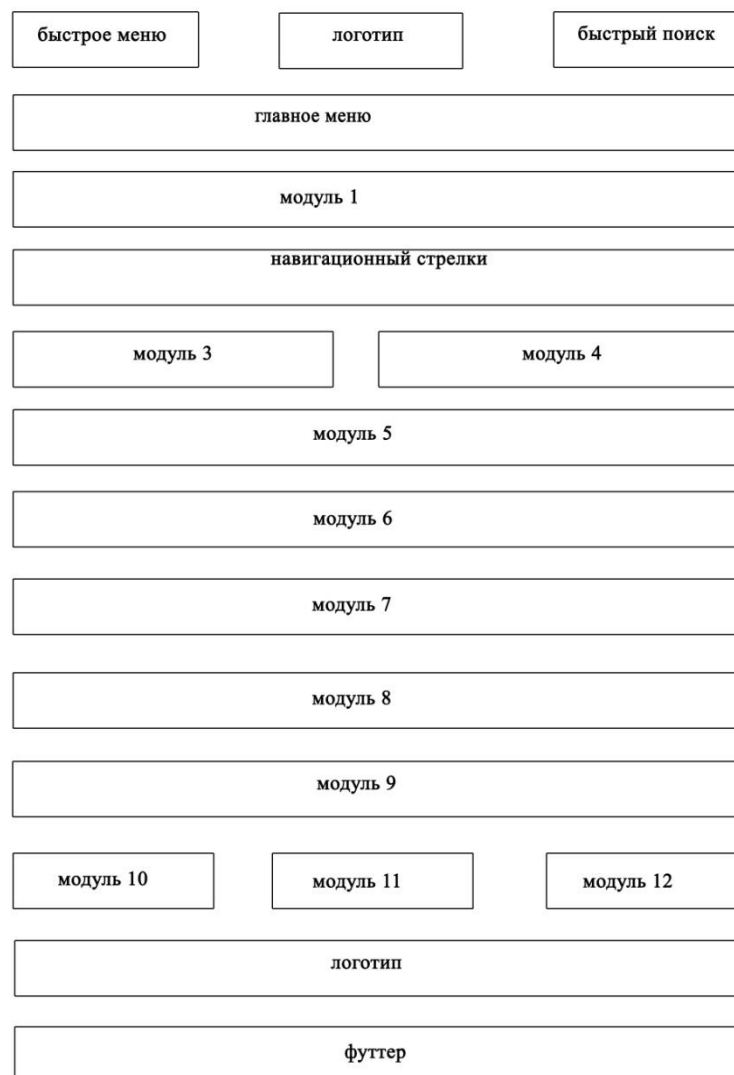 быстрое меню
логотип
быстрый поиск
главное меню
модуль 1
навигационный стрелки
модуль 3
модуль 4
модуль 5
модуль 6
модуль 7
модуль 8
модуль 9
модуль 10
модуль 11
модуль 12
логотип
футтер